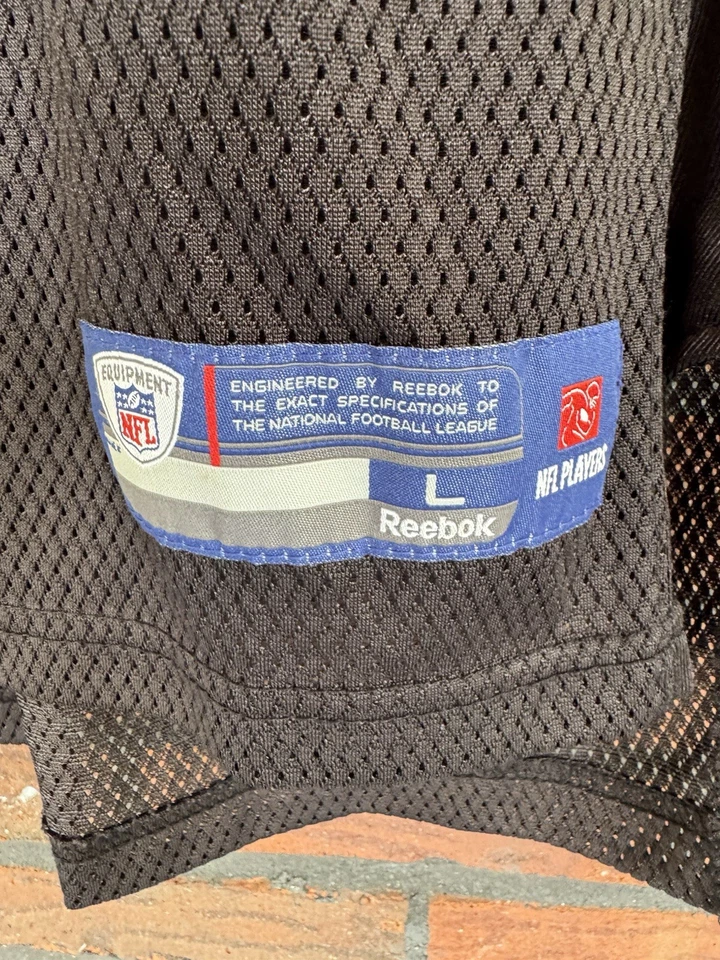 EQUIPMENT
NFL
ENGINEERED BY REEBOK TO
THE EXACT SPECIFICATIONS OF
THE NATIONAL FOOTBALL LEAGUE
L
Reebok
NFL PLAYERS